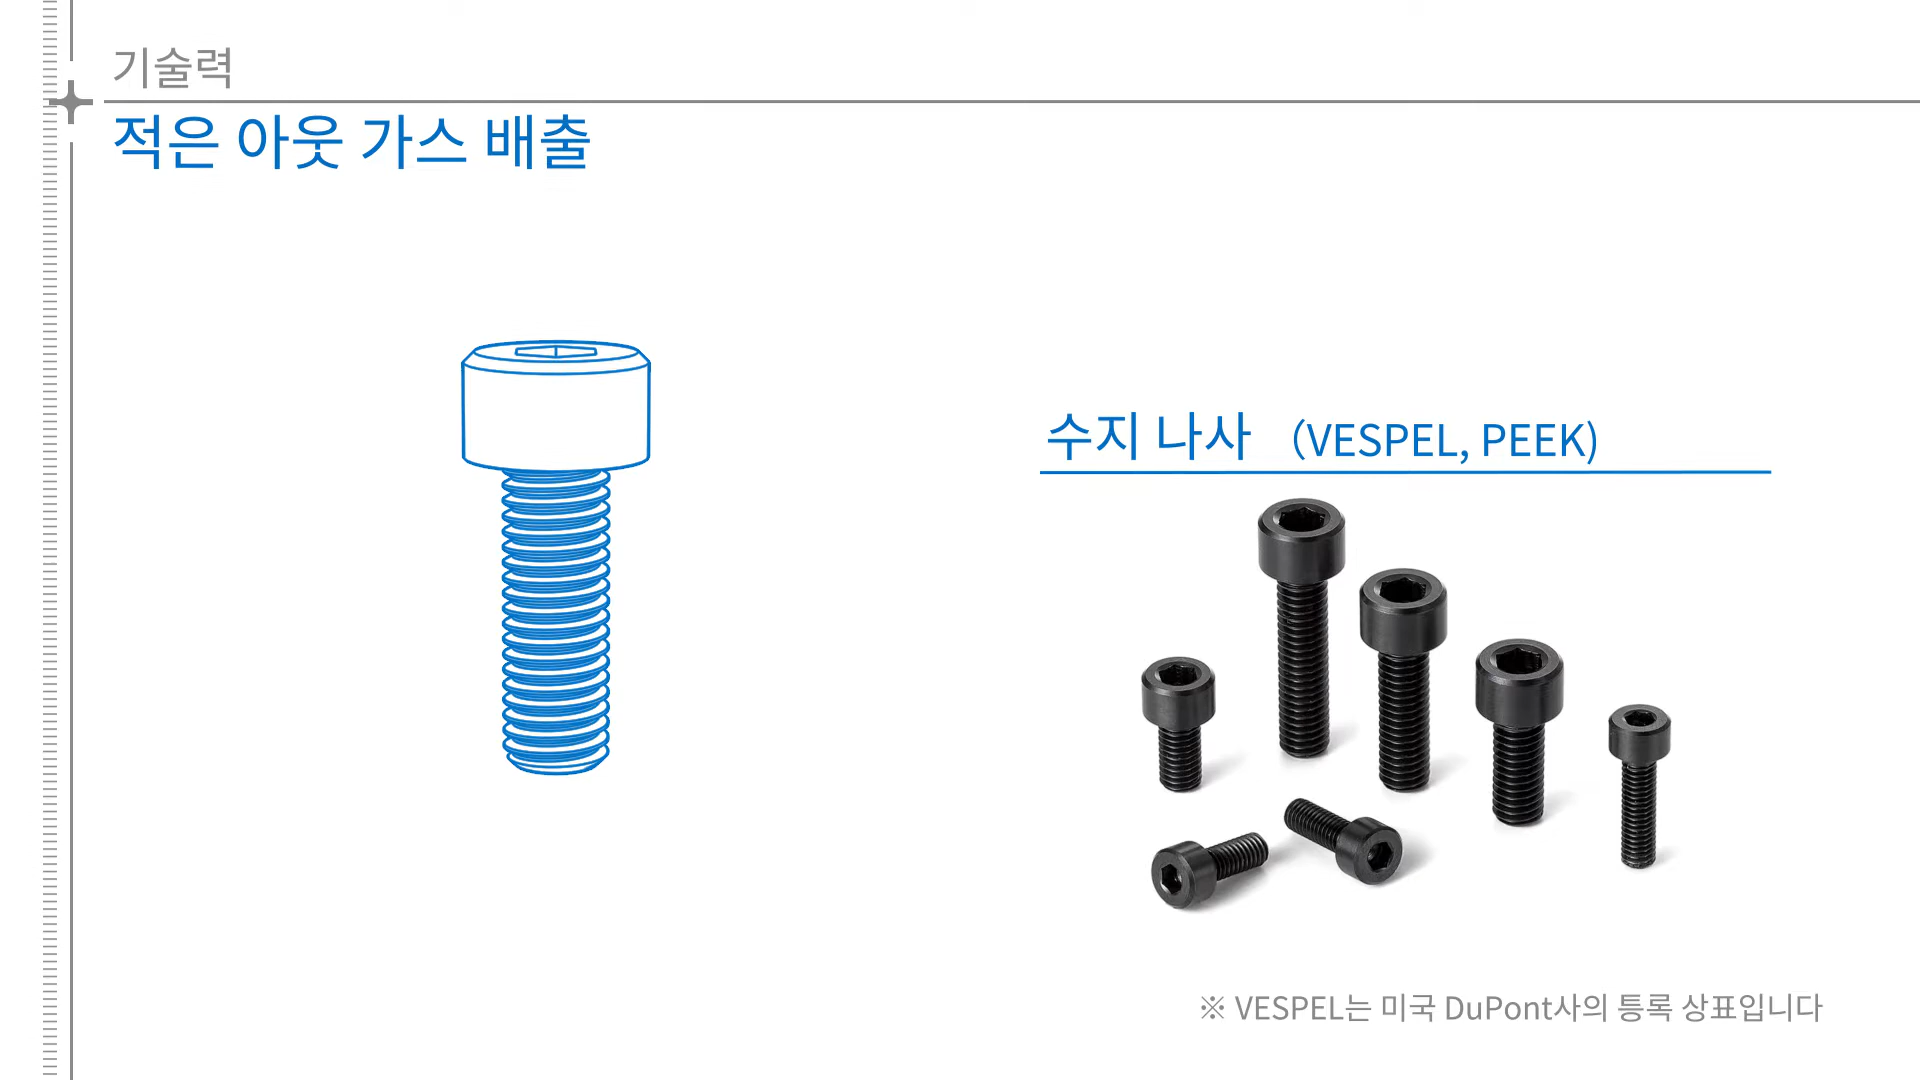 기술력
적은 아웃 가스 배출
수지 나사 (VESPEL, PEEK)
※ VESPEL는 미국 DuPont사의 틍록 상표입니다